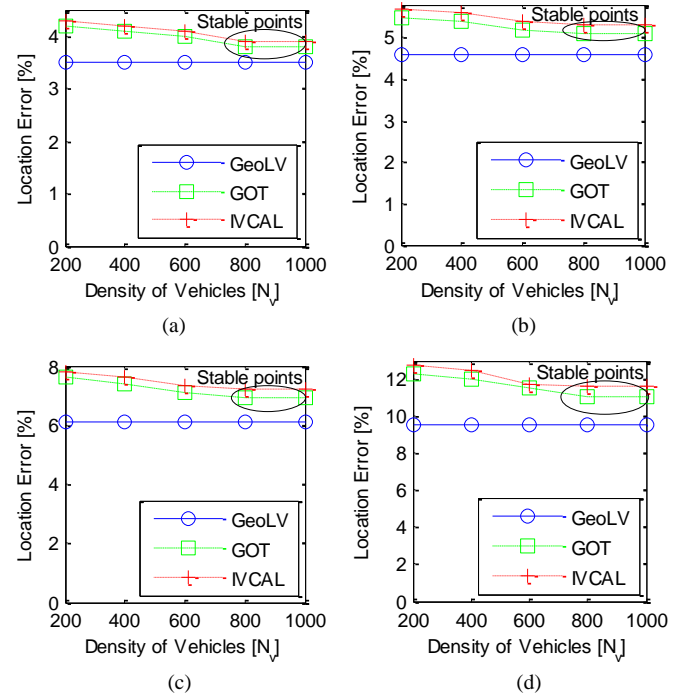 Stable points
4
3
2
1
0
Location Error [%]
GeoLV
GOT
IVCAL
200 400 600 800 1000
Density of Vehicles [Nv]
(a)
Stable points
5
4
3
2
1
0
Location Error [%]
GeoLV
GOT
IVCAL
200 400 600 800 1000
Density of Vehicles [Nv]
(b)
8
Stable points
6
4
2
0
Location Error [%]
GeoLV
GOT
IVCAL
200 400 600 800 1000
Density of Vehicles [Nv]
(c)
Stable points
12
10
8
6
4
2
0
Location Error [%]
GeoLV
GOT
IVCAL
200 400 600 800 1000
Density of Vehicles [Nv]
(d)